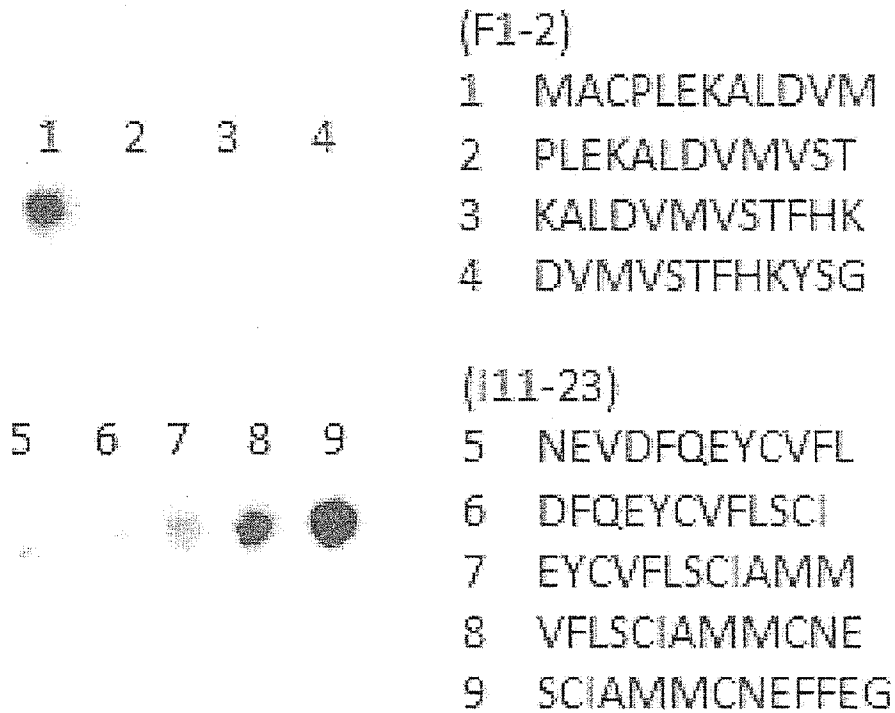 (F1-2)
1 MACPLEKALDVM
2 PLEKALDVMVST
3 KALDVMVSTFHK
4 DVMVSTFHKYSG
1 2 3 4
(i11-23)
5 NEVDFQEYCVFL
6 DFQEYCVFLSCI
7 EYCVFLSCIAMM
8 VFLSCIAMMCNE
9 SCIAMMCNEFFEG
5 6 7 8 9